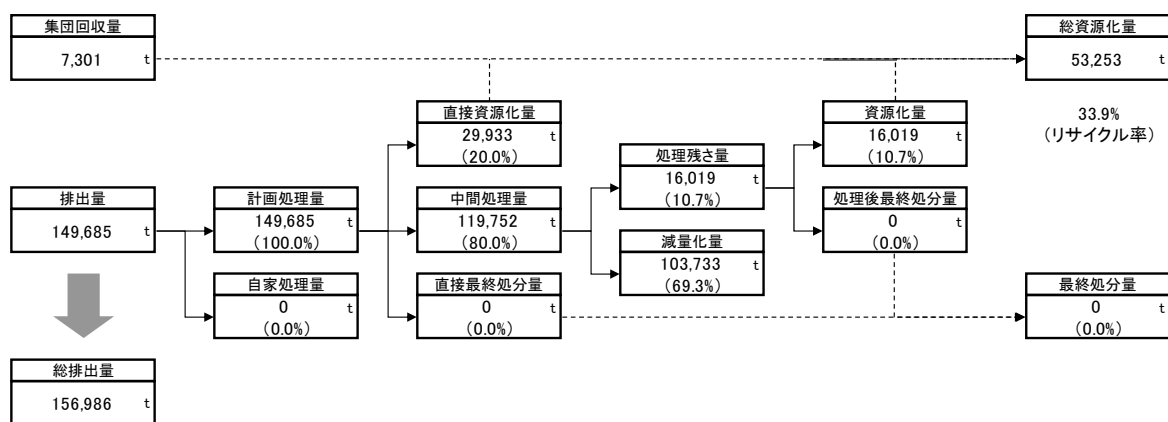 集団回収量
7,301 t
総資源化量
53,253 t
33.9%
（リサイクル率）
直接資源化量
29,933 t
(20.0%)
資源化量
16,019 t
(10.7%)
処理残さ量
16,019 t
(10.7%)
排出量
149,685 t
計画処理量
149,685 t
(100.0%)
中間処理量
119,752 t
(80.0%)
処理後最終処分量
0 t
(0.0%)
減量化量
103,733 t
(69.3%)
自家処理量
0 t
(0.0%)
直接最終処分量
0 t
(0.0%)
最終処分量
0 t
(0.0%)
総排出量
156,986 t